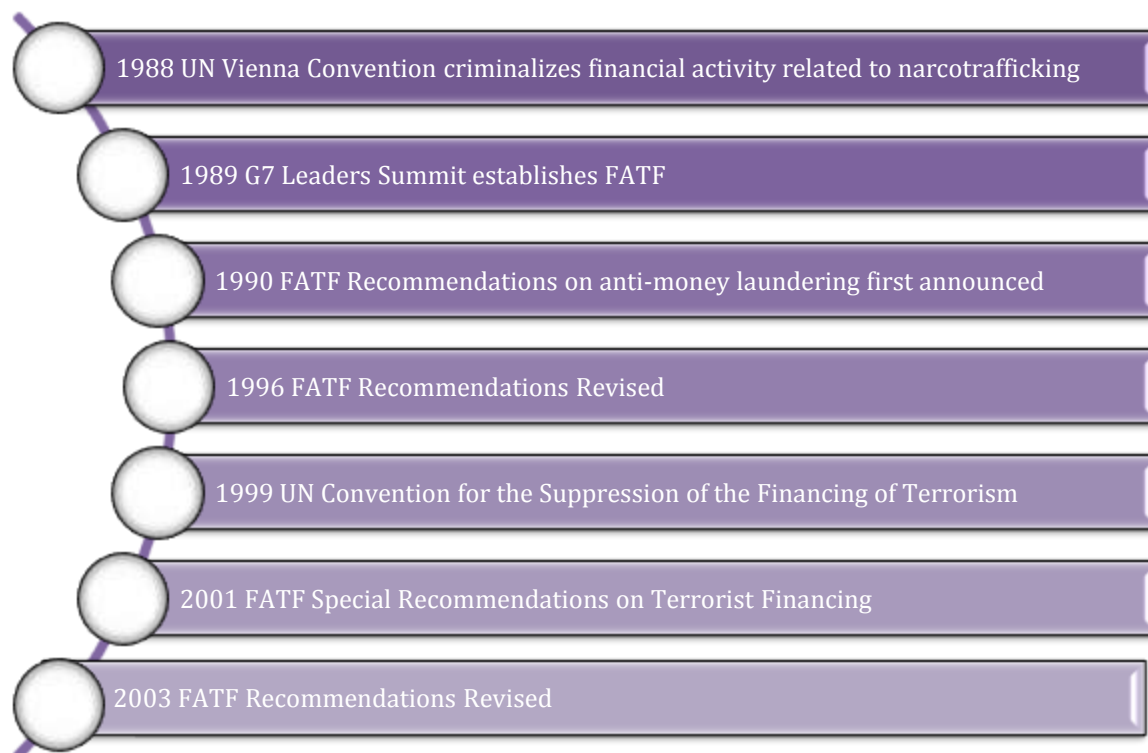 1988 UN Vienna Convention criminalizes financial activity related to narcotrafficking
1989 G7 Leaders Summit establishes FATF
1990 FATF Recommendations on anti-money laundering first announced
1996 FATF Recommendations Revised
1999 UN Convention for the Suppression of the Financing of Terrorism
2001 FATF Special Recommendations on Terrorist Financing
2003 FATF Recommendations Revised